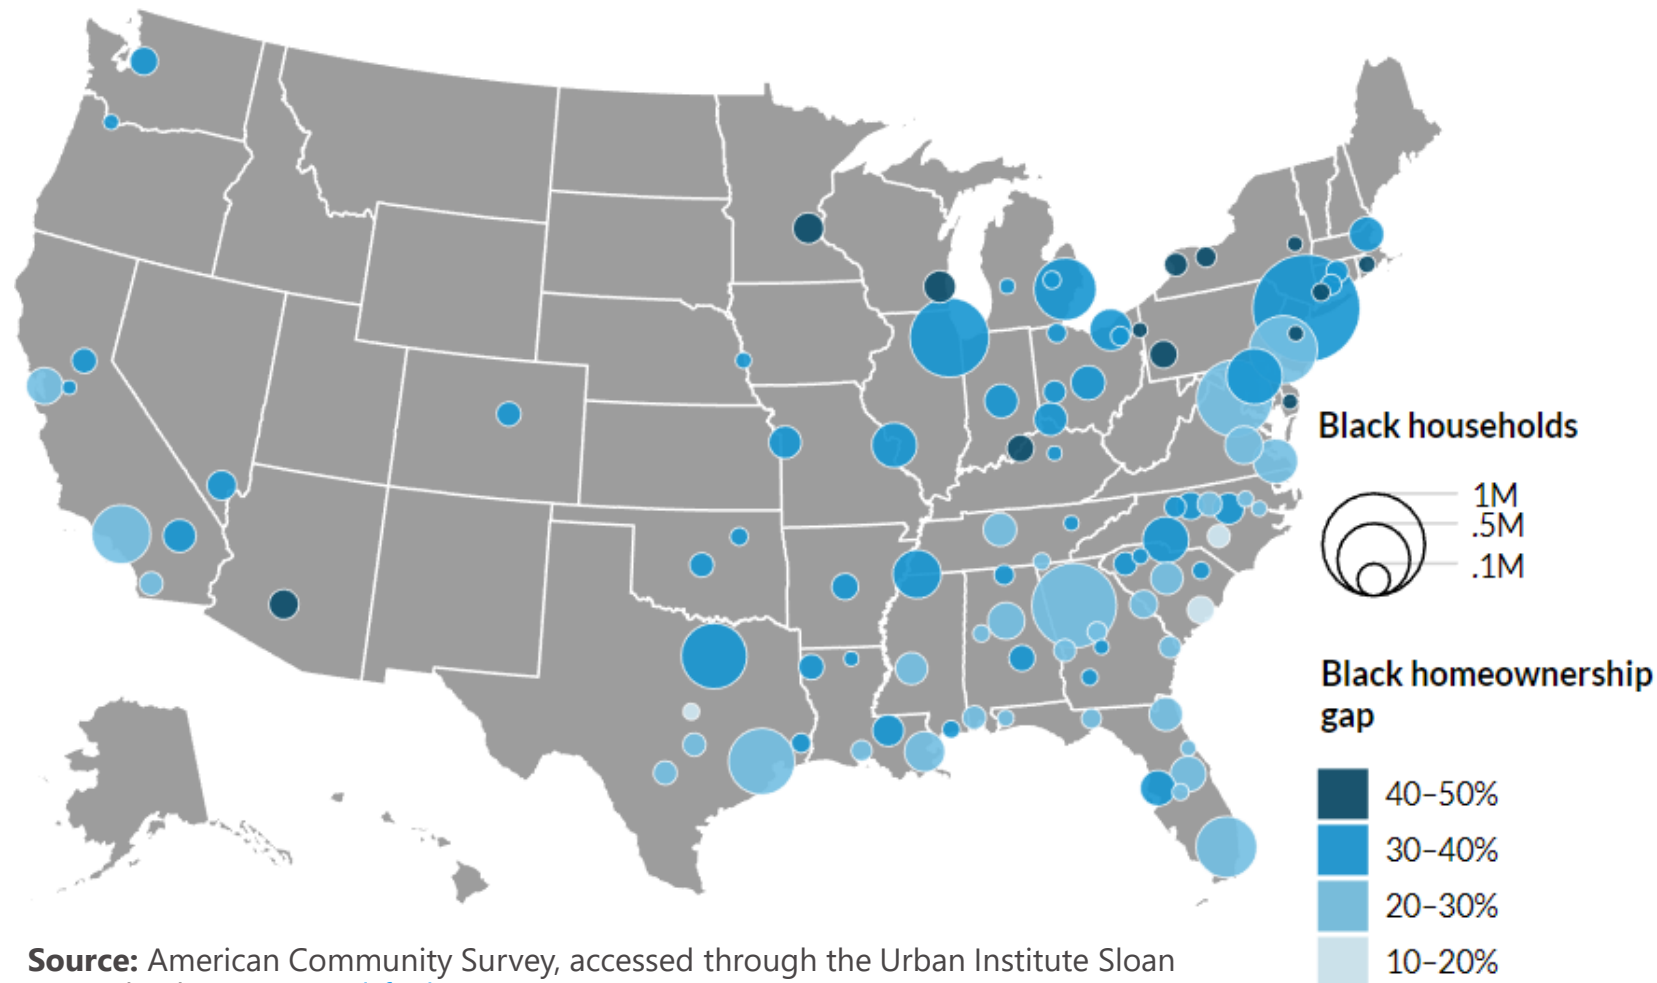 Black households
1M
.5M
.1M
Black homeownership
gap
40–50%
30–40%
20–30%
10–20%
Source: American Community Survey, accessed through the Urban Institute Sloan